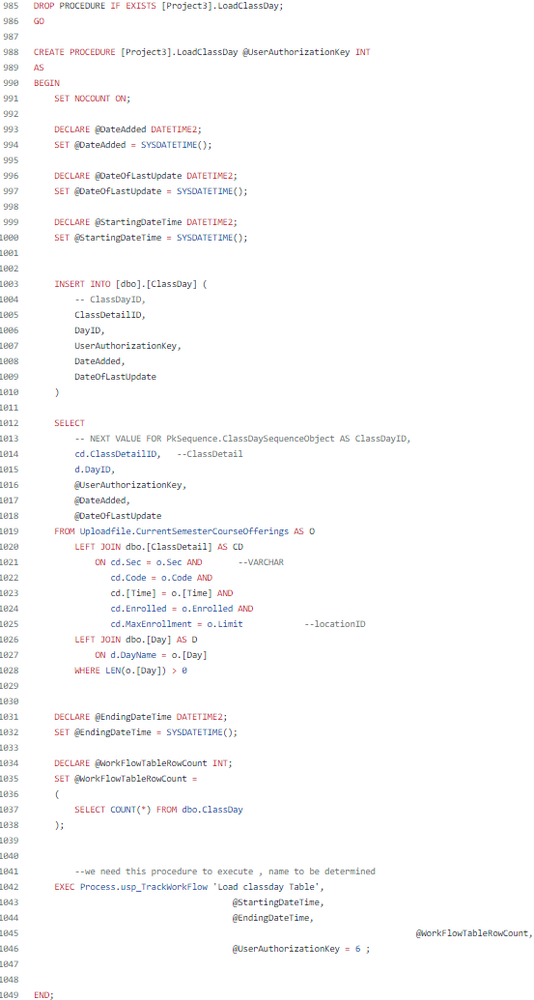 985 DROP PROCEDURE IF EXISTS [Project3].LoadClassDay;
986 GO
987
988 CREATE PROCEDURE [Project3].LoadClassDay @UserAuthorizationKey INT
989 AS
990 BEGIN
991     SET NOCOUNT ON;
992
993     DECLARE @DateAdded DATETIME2;
994     SET @DateAdded = SYSDATETIME();
995
996     DECLARE @DateOfLastUpdate DATETIME2;
997     SET @DateOfLastUpdate = SYSDATETIME();
998
999     DECLARE @StartingDateTime DATETIME2;
1000     SET @StartingDateTime = SYSDATETIME();
1001
1002
1003     INSERT INTO [dbo].[ClassDay] (
1004         -- ClassDayID,
1005         ClassDetailID,
1006         DayID,
1007         UserAuthorizationKey,
1008         DateAdded,
1009         DateOfLastUpdate
1010     )
1011
1012     SELECT
1013         -- NEXT VALUE FOR PkSequence.ClassDaySequenceObject AS ClassDayID,
1014         cd.ClassDetailID,   --ClassDetail
1015         d.DayID,
1016         @UserAuthorizationKey,
1017         @DateAdded,
1018         @DateOfLastUpdate
1019     FROM Uploadfile.CurrentSemesterCourseOfferings AS O
1020         LEFT JOIN dbo.[ClassDetail] AS CD
1021             ON cd.Sec = o.Sec AND       --VARCHAR
1022                cd.Code = o.Code AND
1023                cd.[Time] = o.[Time] AND
1024                cd.Enrolled = o.Enrolled AND
1025                cd.MaxEnrollment = o.Limit            --locationID
1026         LEFT JOIN dbo.[Day] AS D
1027             ON d.DayName = o.[Day]
1028         WHERE LEN(o.[Day]) > 0
1029
1030
1031     DECLARE @EndingDateTime DATETIME2;
1032     SET @EndingDateTime = SYSDATETIME();
1033
1034     DECLARE @WorkFlowTableRowCount INT;
1035     SET @WorkFlowTableRowCount =
1036     (
1037         SELECT COUNT(*) FROM dbo.ClassDay
1038     );
1039
1040
1041         --we need this procedure to execute , name to be determined
1042     EXEC Process.usp_TrackWorkFlow 'Load classday Table',
1043                                    @StartingDateTime,
1044                                    @EndingDateTime,
1045                                    @WorkFlowTableRowCount,
1046                                    @UserAuthorizationKey = 6 ;
1047
1048
1049 END;